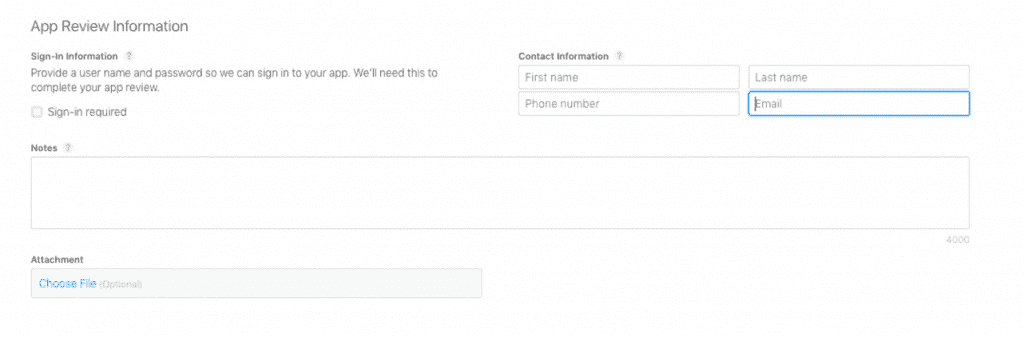 App Review Information
Sign-In Information ?
Provide a user name and password so we can sign in to your app. We'll need this to
complete your app review.
Sign-in required
Contact Information ?
First name
Last name
Phone number
Email
Notes ?
4000
Attachment
Choose File (Optional)